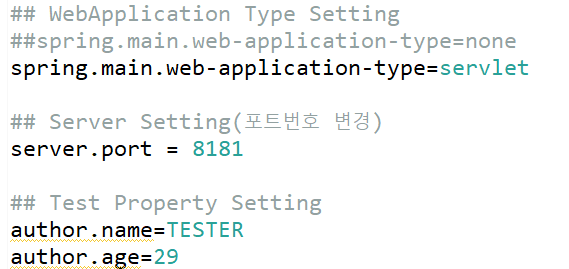 ## WebApplication Type Setting
##spring.main.web-application-type=none
spring.main.web-application-type=servlet
## Server Setting(포트번호 변경)
server.port = 8181
## Test Property Setting
author.name=TESTER
author.age=29